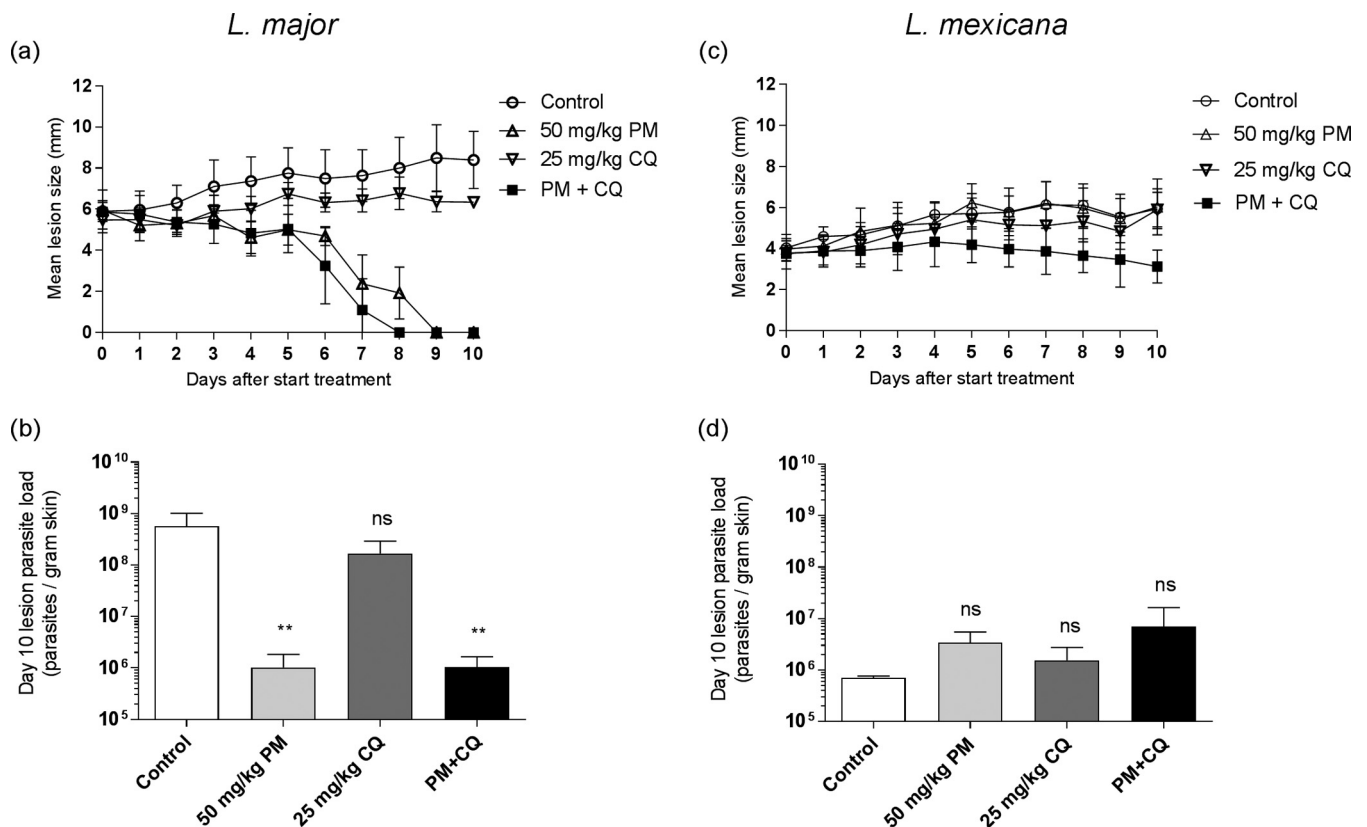 L. major
(a)
Mean lesion size (mm)
12
10
8
6
4
2
0
0 1 2 3 4 5 6 7 8 9 10
Days after start treatment
Control
50 mg/kg PM
25 mg/kg CQ
PM + CQ
L. mexicana
(c)
Mean lesion size (mm)
12
10
8
6
4
2
0
0 1 2 3 4 5 6 7 8 9 10
Days after start treatment
Control
50 mg/kg PM
25 mg/kg CQ
PM + CQ
(b)
Day 10 lesion parasite load
(parasites / gram skin)
10¹⁰
10⁹
10⁸
10⁷
10⁶
10⁵
**
ns
**
Control
50 mg/kg PM
25 mg/kg CQ
PM+CQ
(d)
Day 10 lesion parasite load
(parasites / gram skin)
10¹⁰
10⁹
10⁸
10⁷
10⁶
10⁵
ns
ns
ns
Control
50 mg/kg PM
25 mg/kg CQ
PM+CQ